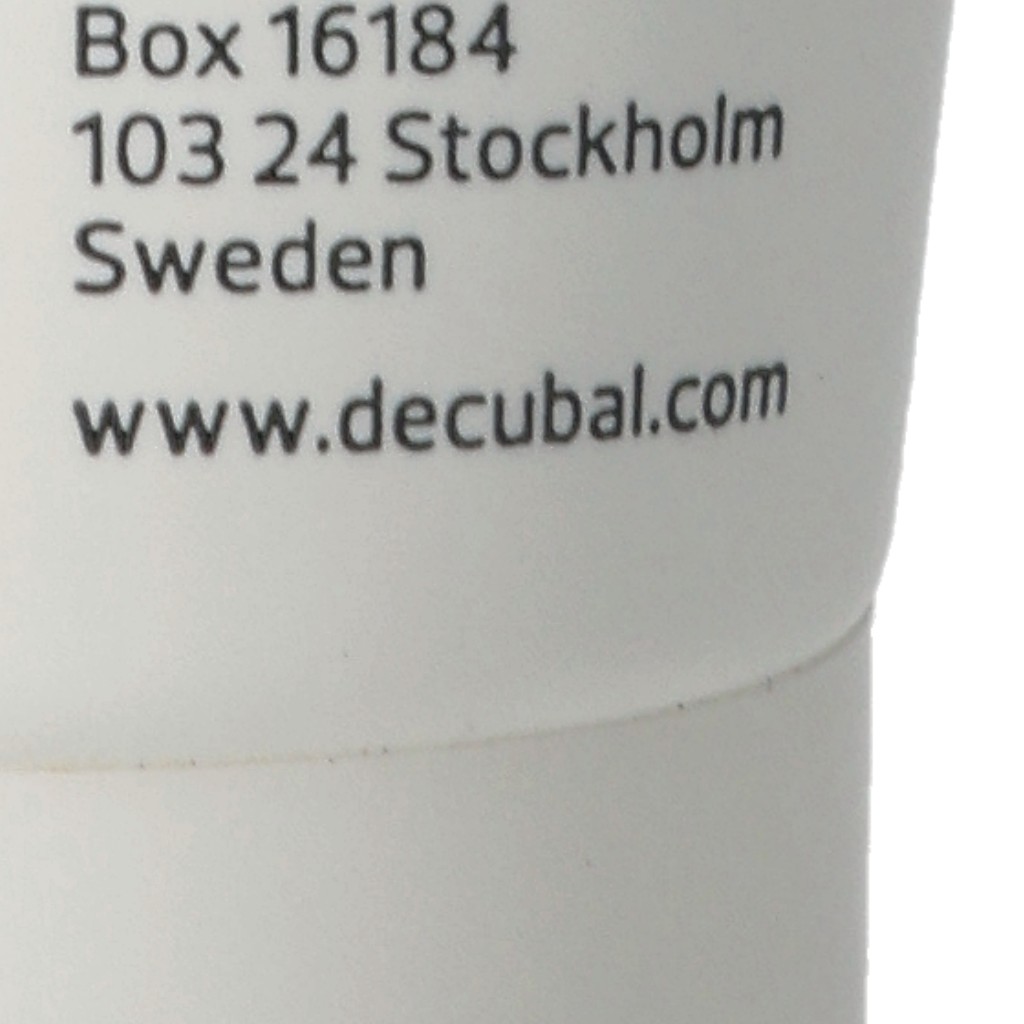 Box 16184
103 24 Stockholm
Sweden
www.decubal.com